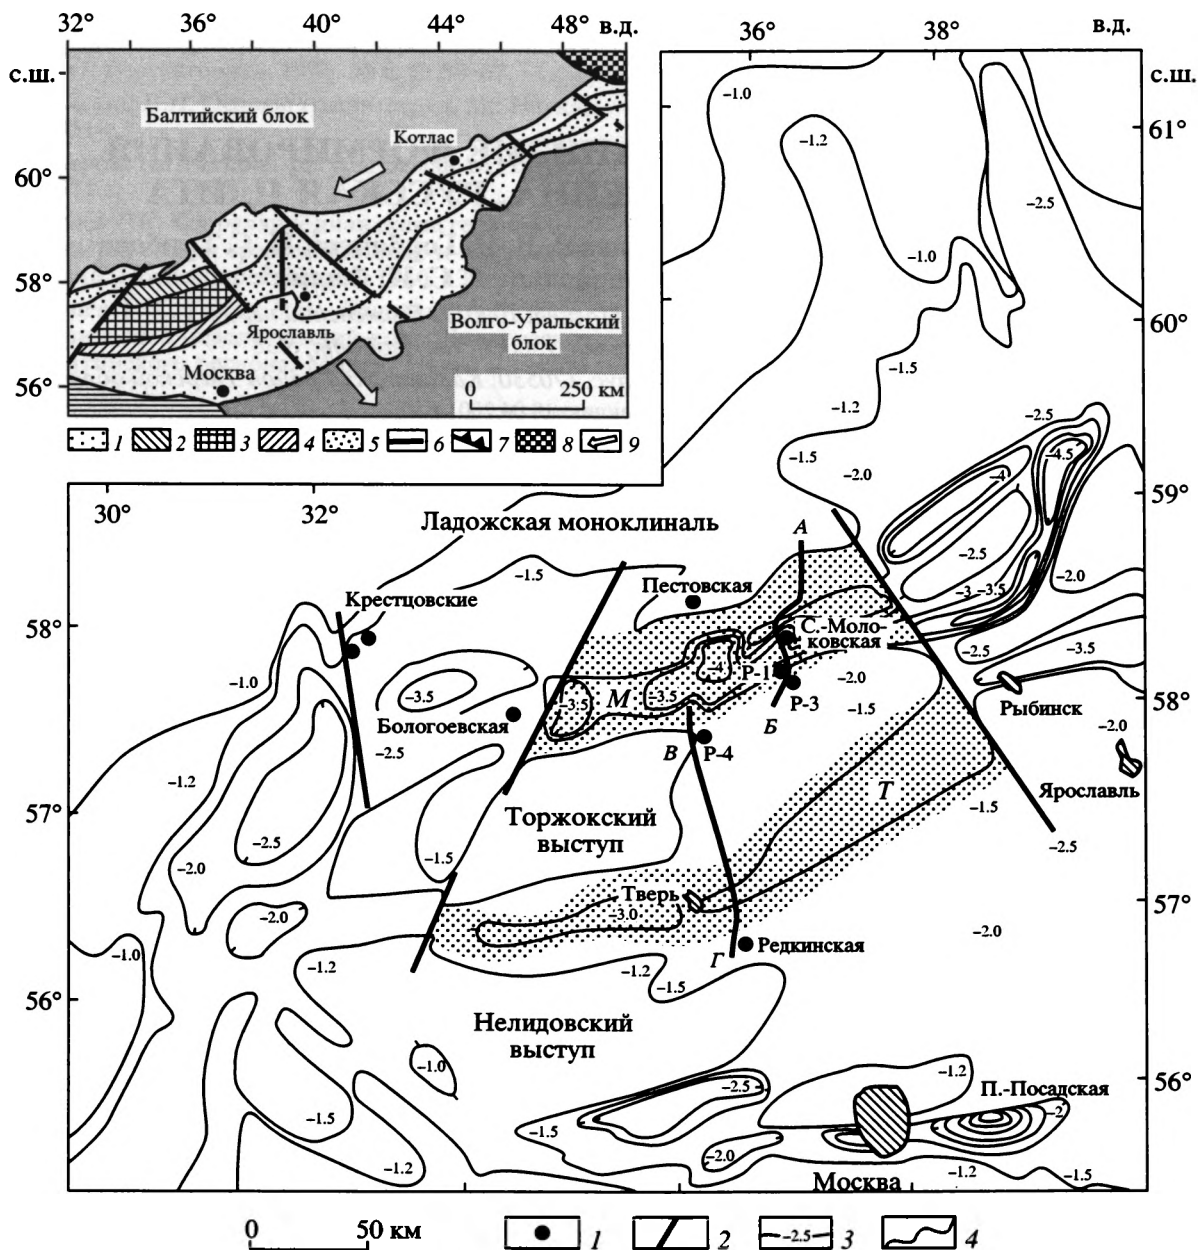 32° 36° 40° 44° 48° в.д.
36° 38° в.д.
с.ш.
с.ш.
Балтийский блок
Котлас
60°
58°
56°
Ярославль
Волго-Уральский
блок
Москва
0 250 км
1 2 3 4 5 6 7 8 9
61°
60°
59°
58°
57°
56°
–1.0
–1.2
–2.5
–1.0
–1.5
–1.2
–1.5
–2.0
–2.5
–4.5
–4
–2.5
–3
–3.5
–2.0
30° 32°
Ладожская моноклиналь
А
–1.5
Пестовская
Крестцовские
С.-Моло-
ковская
–2.5
–3.5
58°
–1.0
–3.5
М
–3.5
–3.5
–4
Р-1
–2.0
Р-3
–1.5
Рыбинск
Бологоевская
Б
–2.0
–2.5
В
Р-4
–1.2
Т
Ярославль
57°
Торжокский
выступ
–1.5
–2.5
–2.5
–1.5
–2.0
Тверь
–3.0
–2.0
–2.0
Редкинская
–1.0
–1.2
–1.2
Г
–1.5
56°
Нелидовский
выступ
–1.0
–1.2
–2.5
П.-Посадская
–2
–1.5
–1.5
–2.0
–1.2
–1.2
–1.5
Москва
0 50 км
1 2 –2.5 3 4